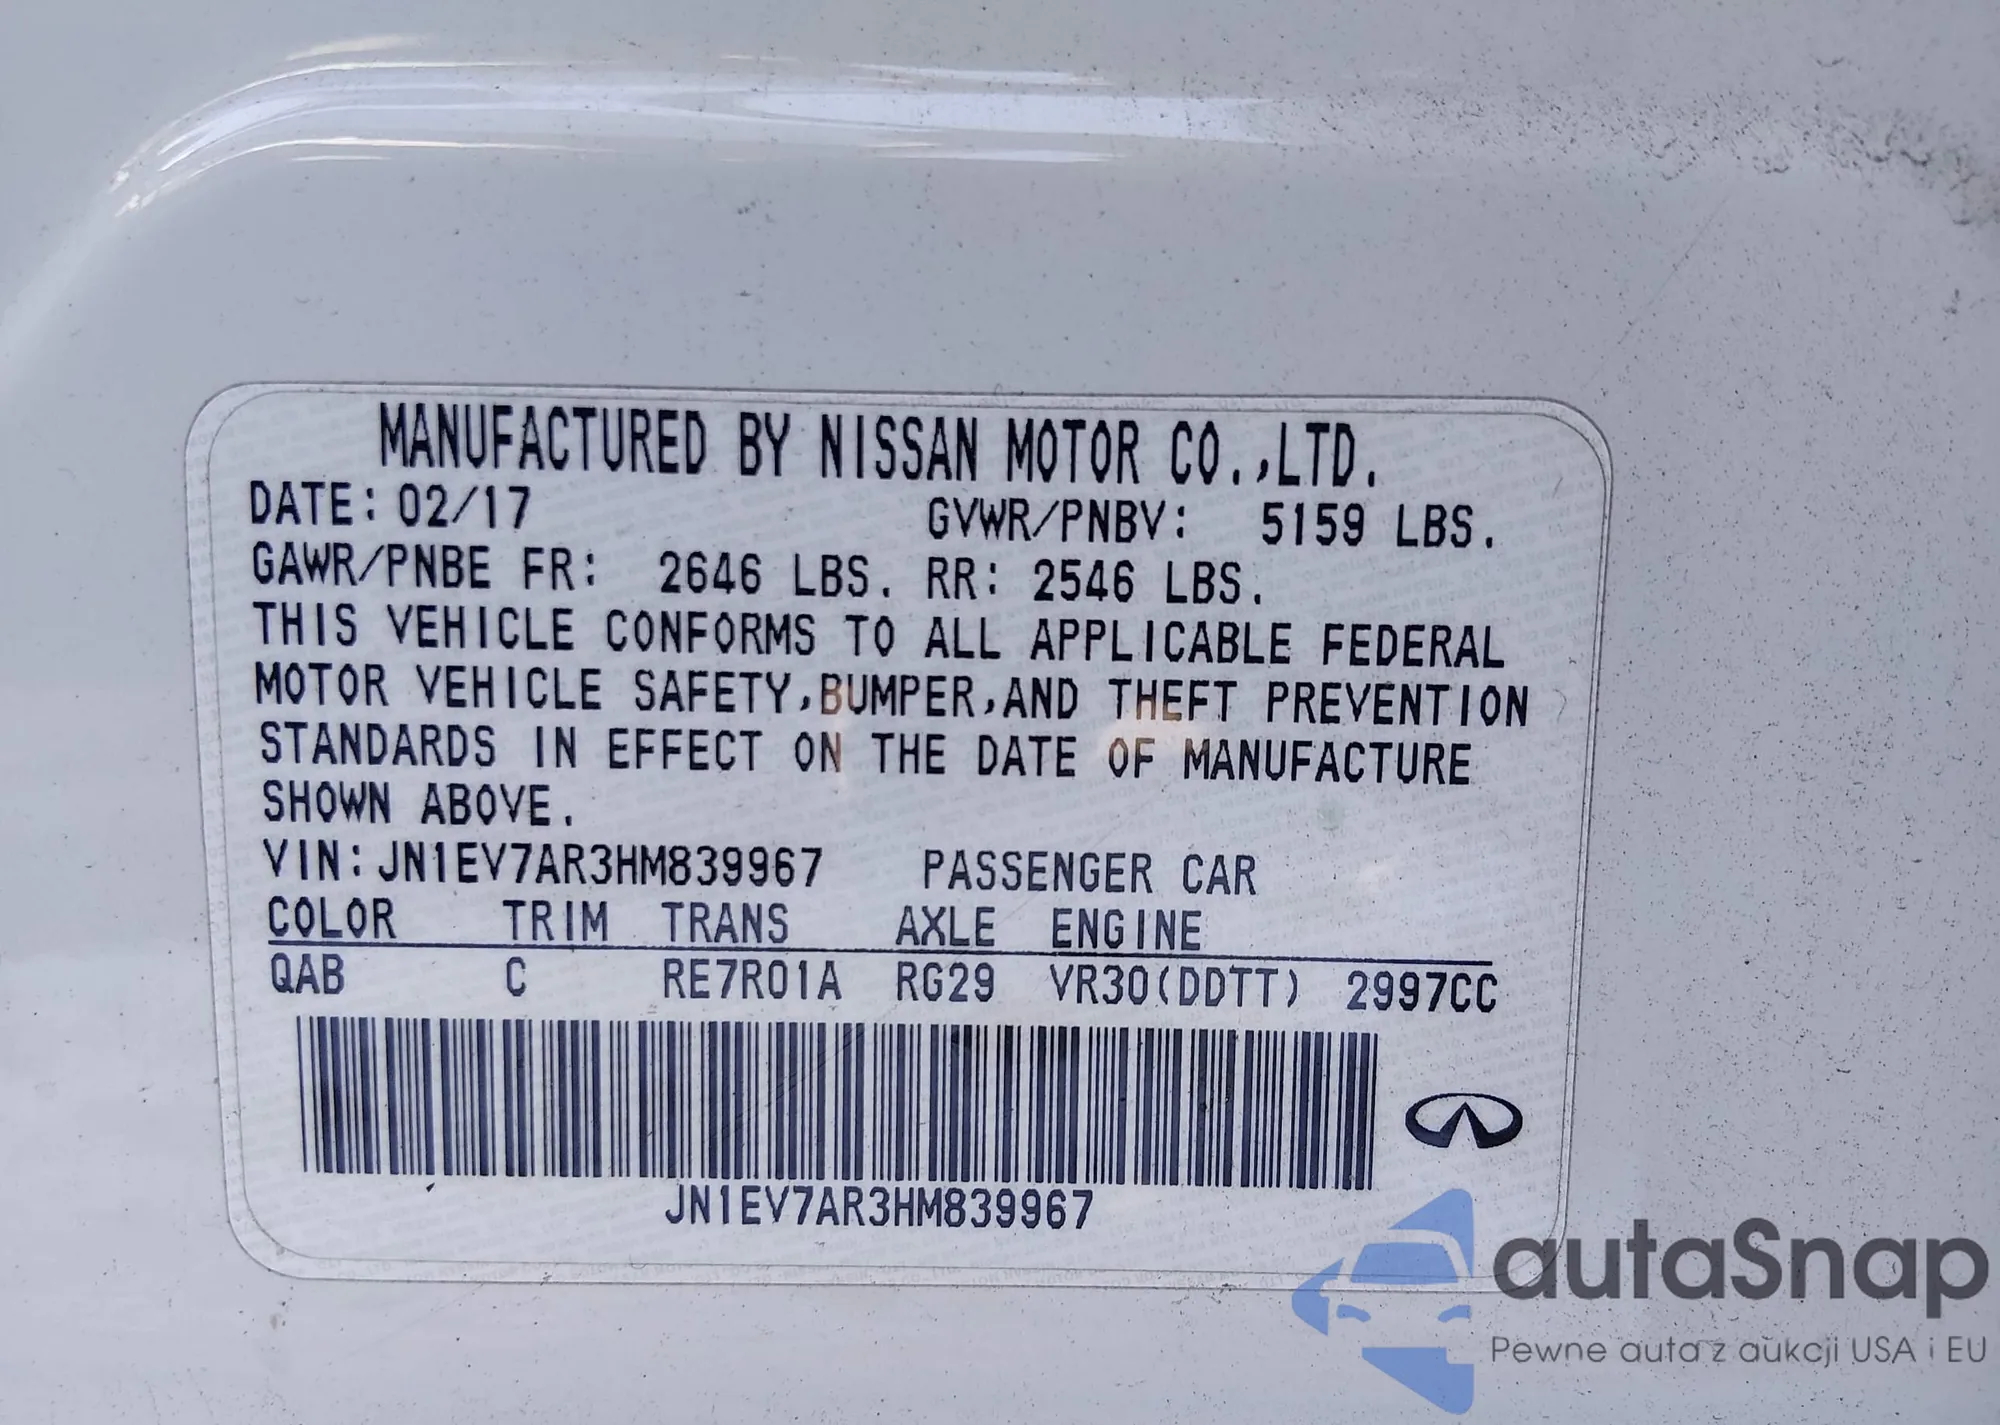 MANUFACTURED BY NISSAN MOTOR CO.,LTD.
DATE: 02/17 GVWR/PNBV: 5159 LBS.
GAWR/PNBE FR: 2646 LBS. RR: 2546 LBS.
THIS VEHICLE CONFORMS TO ALL APPLICABLE FEDERAL
MOTOR VEHICLE SAFETY,BUMPER,AND THEFT PREVENTION
STANDARDS IN EFFECT ON THE DATE OF MANUFACTURE
SHOWN ABOVE.
VIN:JN1EV7AR3HM839967 PASSENGER CAR
COLOR TRIM TRANS AXLE ENGINE
QAB C RE7R01A RG29 VR30(DDTT) 2997CC
JN1EV7AR3HM839967
autaSnap
Pewne auta z aukcji USA i EU